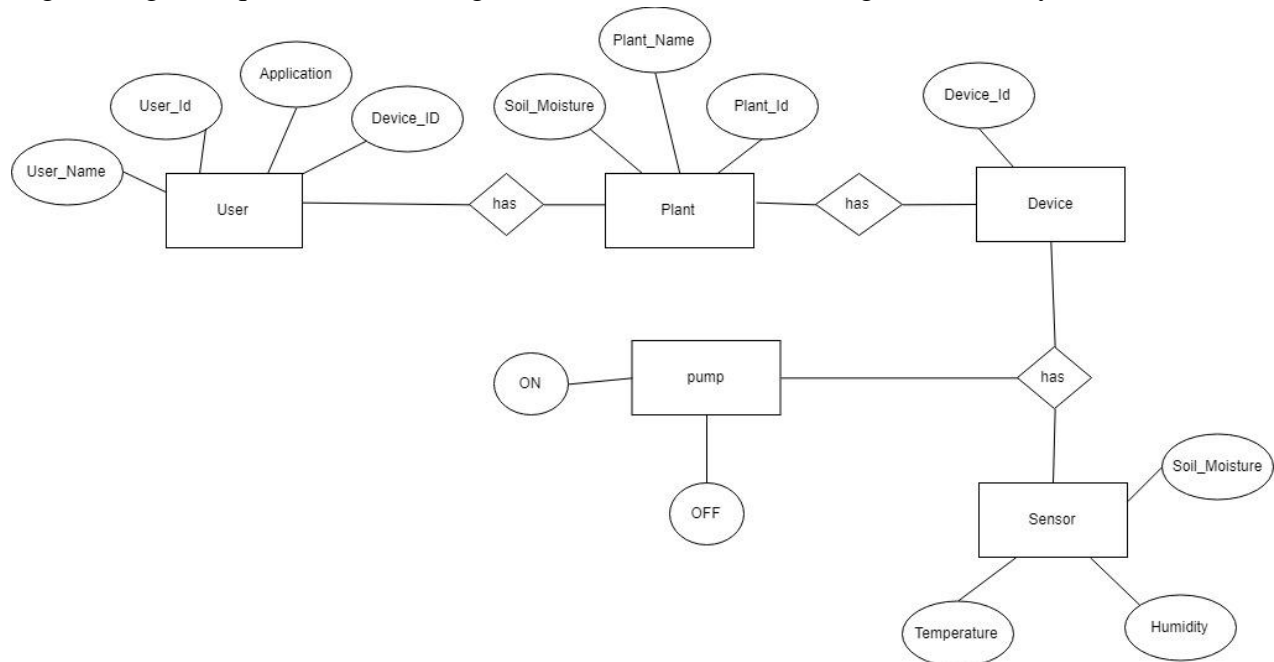 Plant_Name
Application
User_Id
Soil_Moisture
Plant_Id
Device_Id
Device_ID
User_Name
User
has
Plant
has
Device
ON
pump
has
Soil_Moisture
OFF
Sensor
Temperature
Humidity